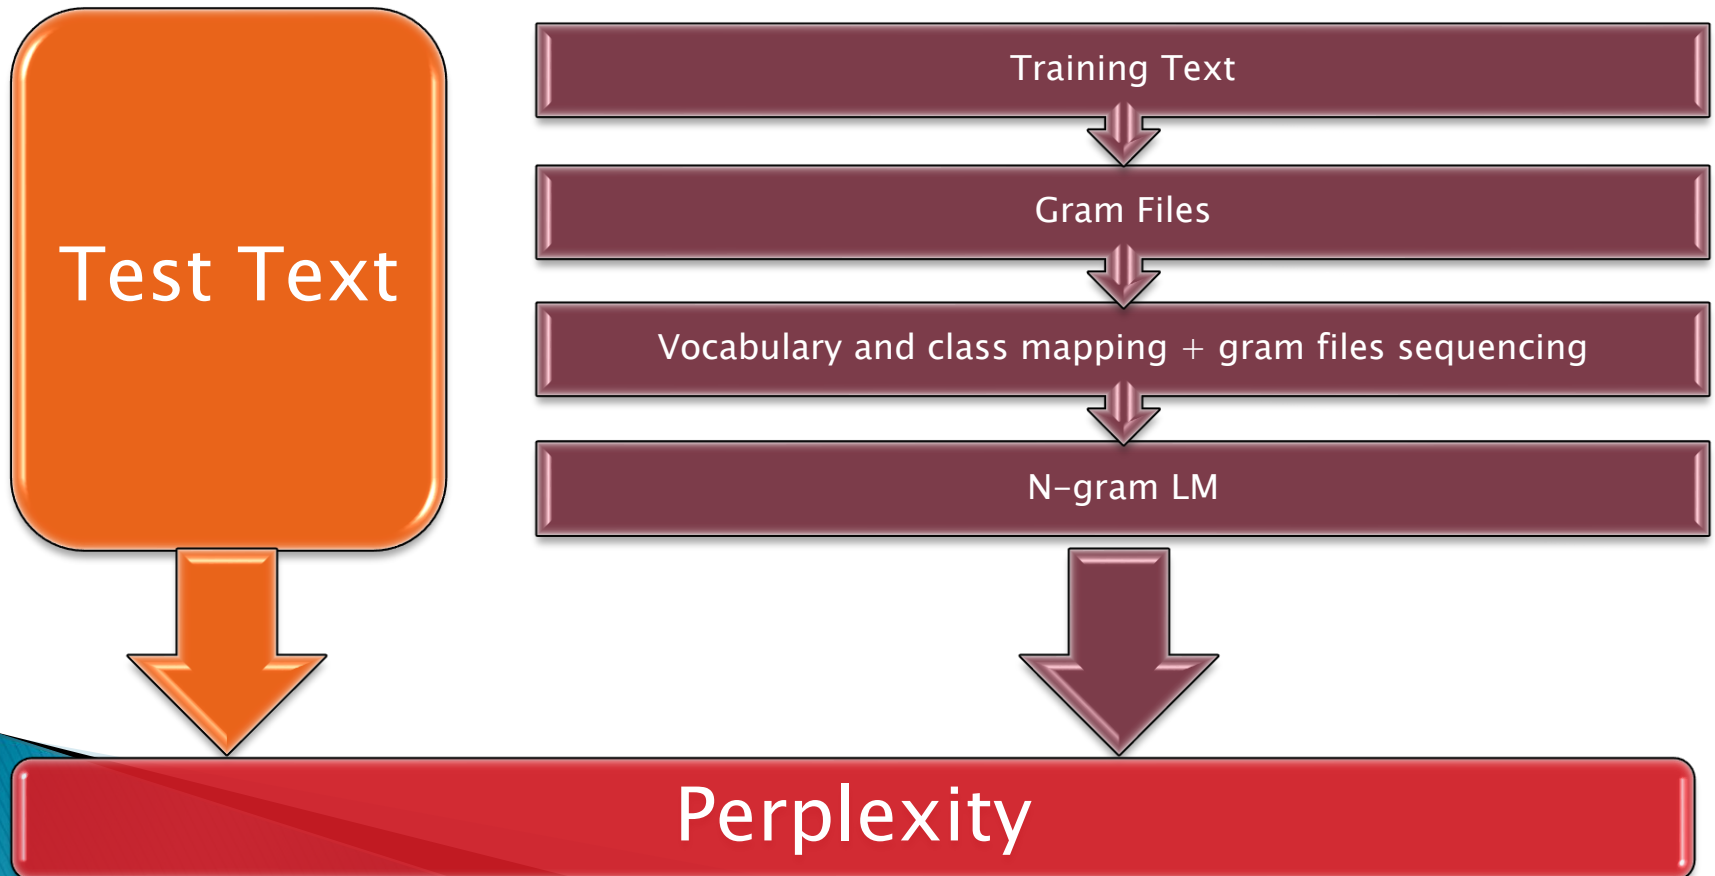 Test Text
Training Text
Gram Files
Vocabulary and class mapping + gram files sequencing
N-gram LM
Perplexity